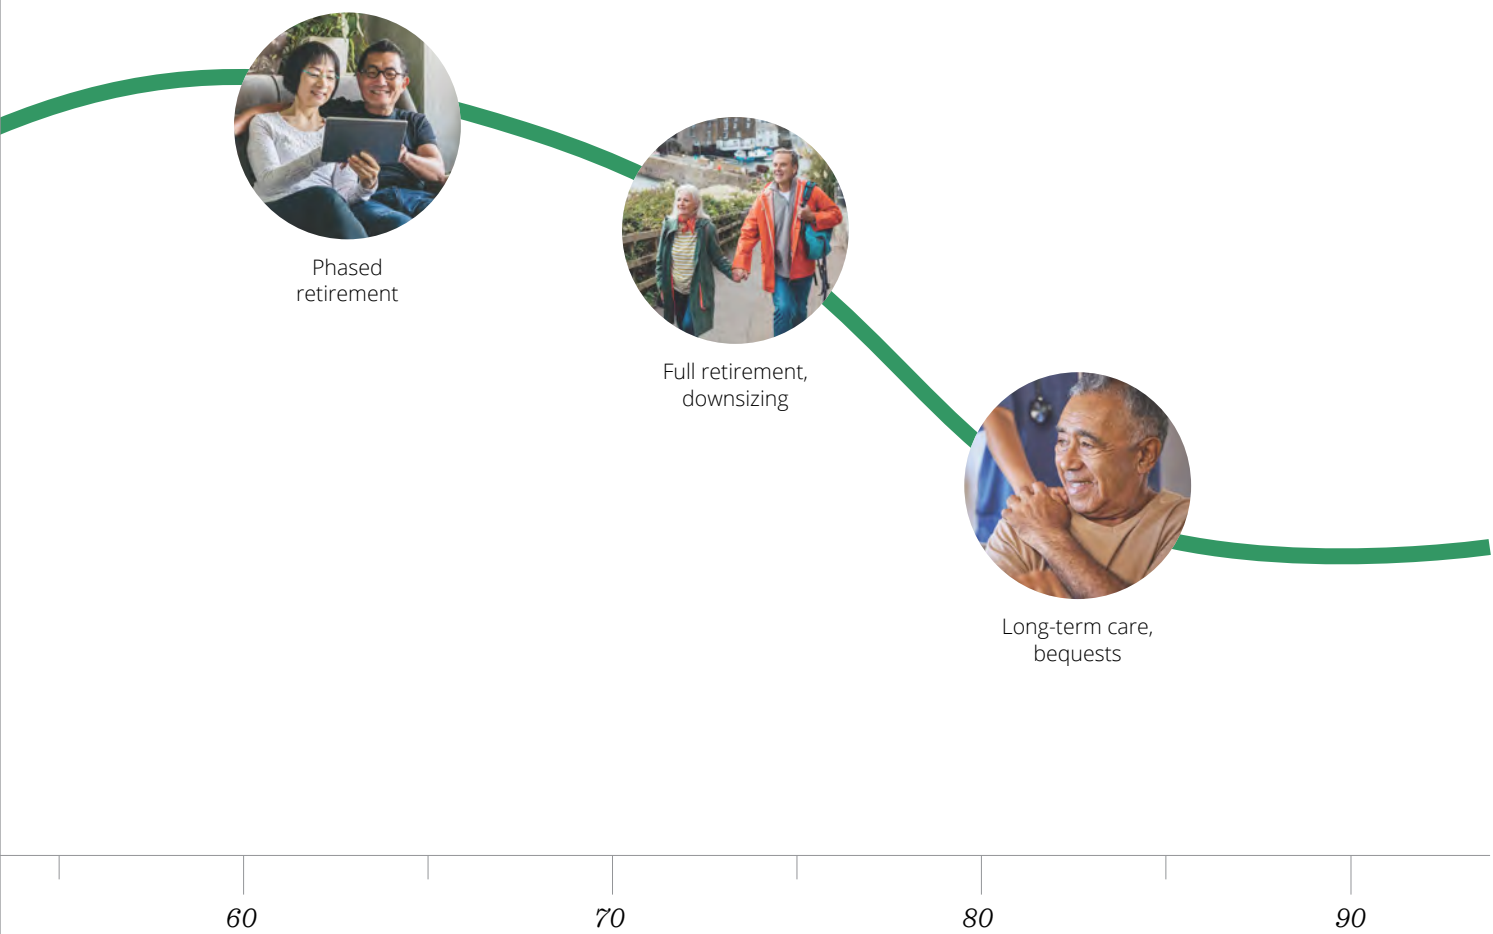 Phased
retirement
Full retirement,
downsizing
Long-term care,
bequests
60
70
80
90